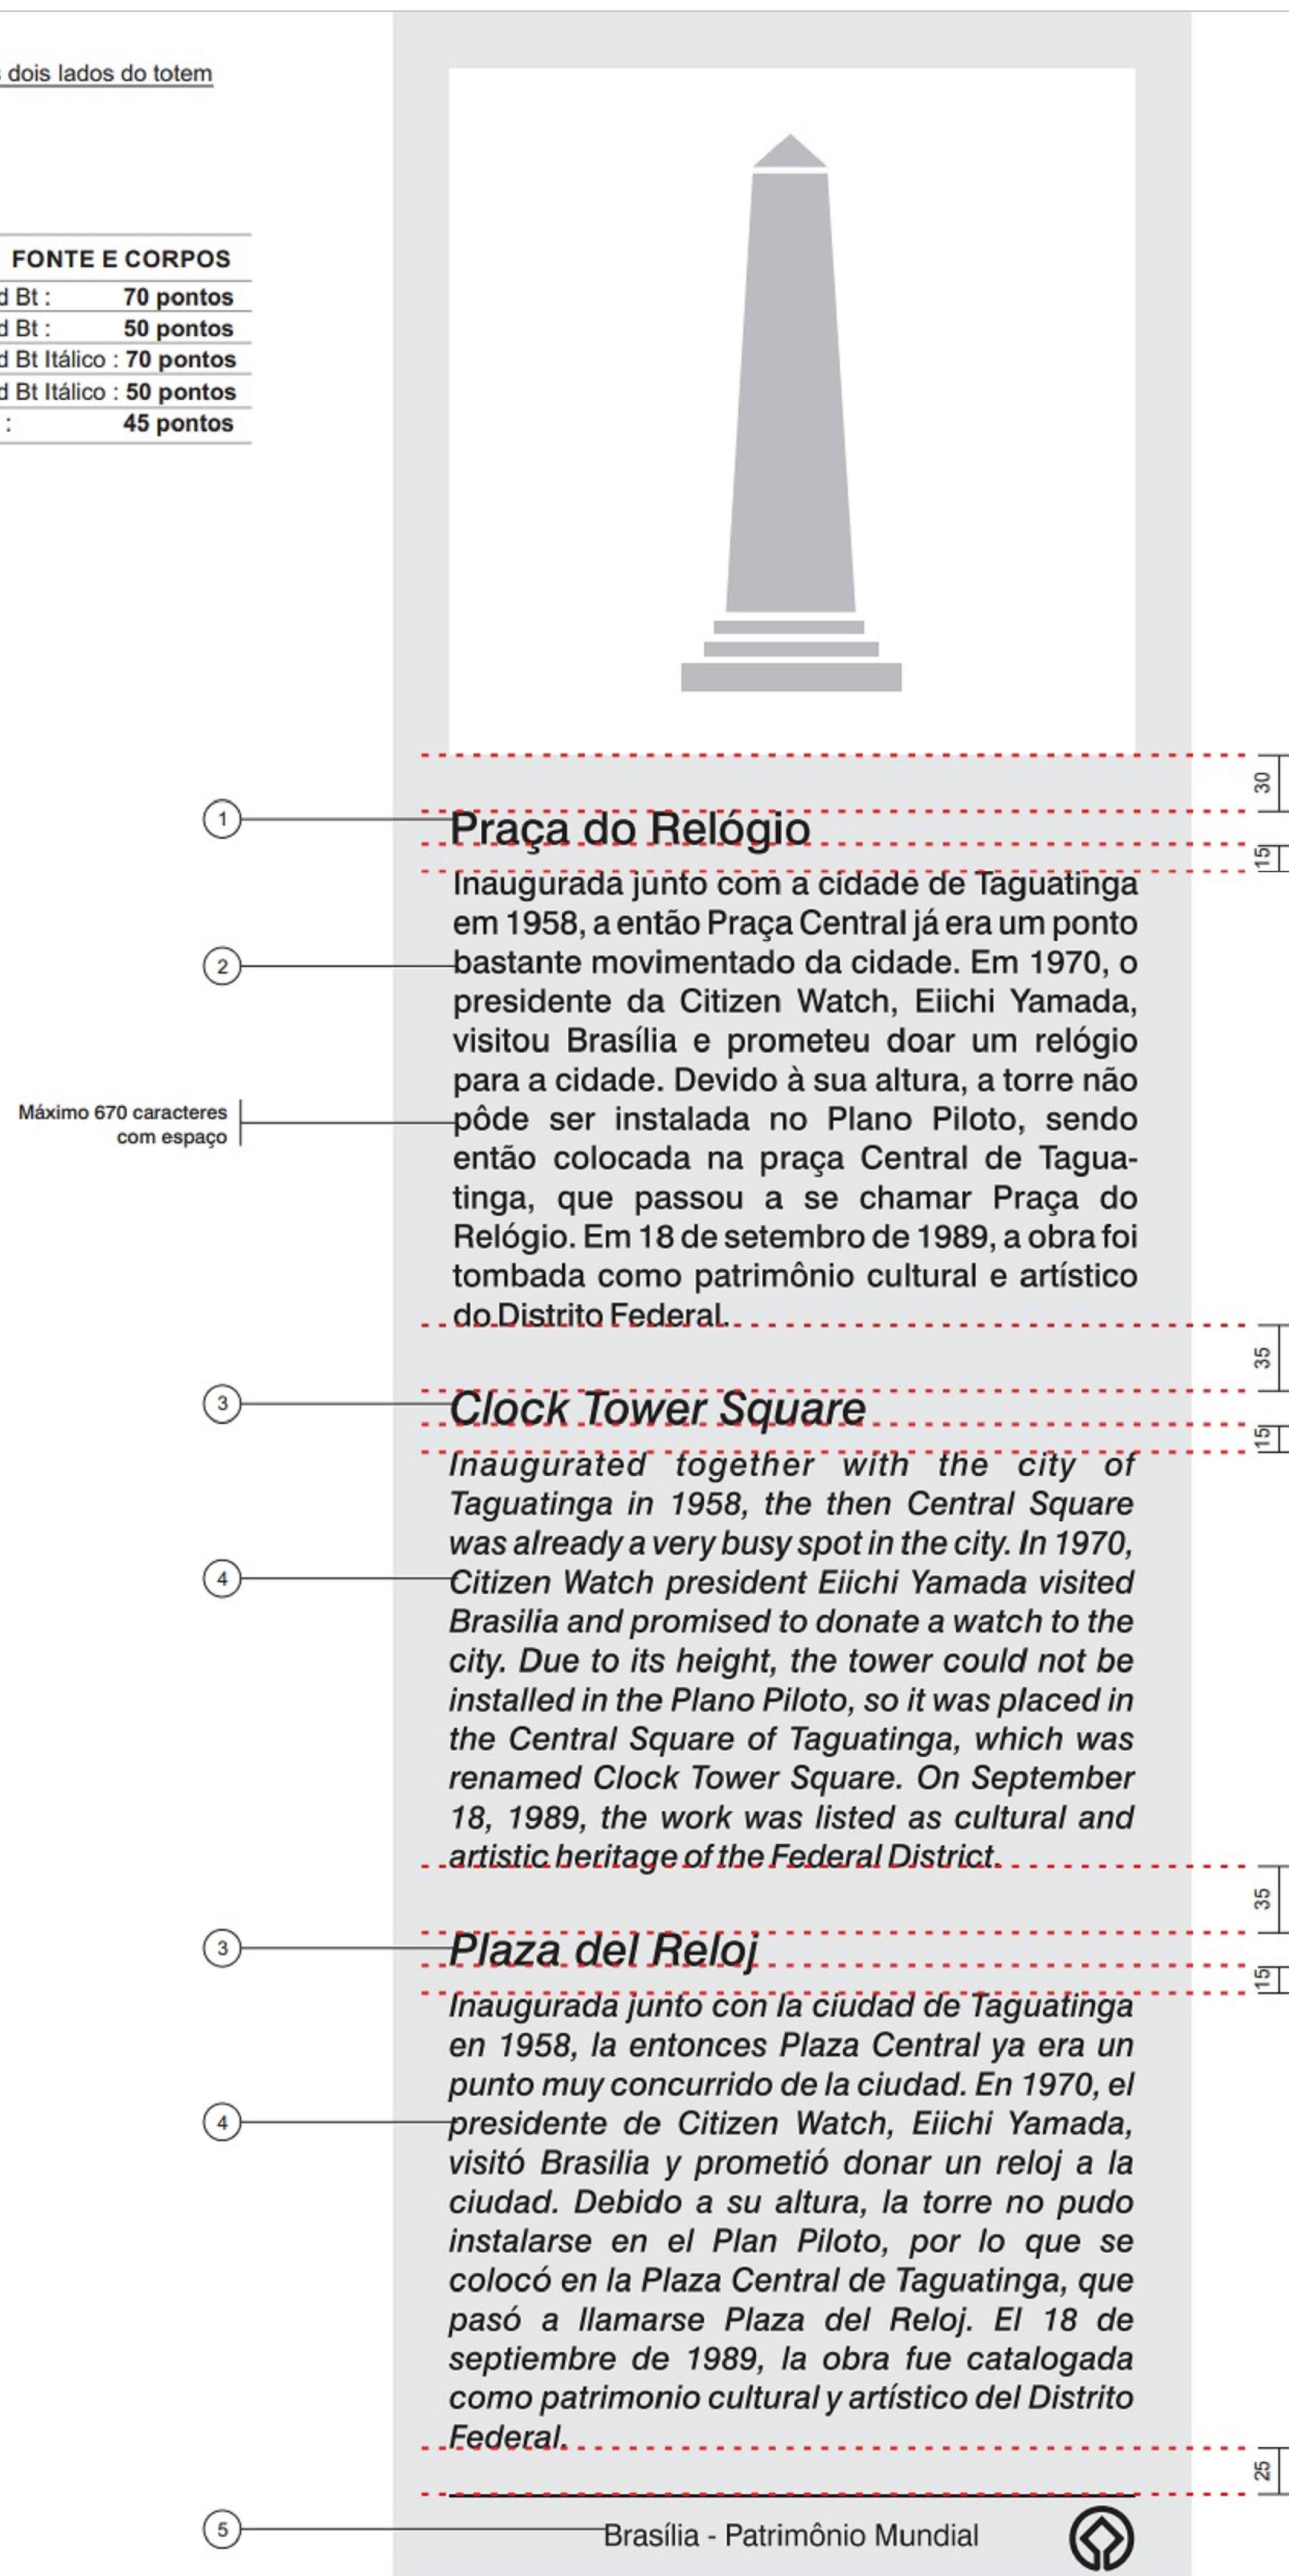 s dois lados do totem
FONTE E CORPOS
d Bt : 70 pontos
d Bt : 50 pontos
d Bt Itálico : 70 pontos
d Bt Itálico : 50 pontos
: 45 pontos
30
1
Praça do Relógio
15
Inaugurada junto com a cidade de Taguatinga
em 1958, a então Praça Central já era um ponto
2
bastante movimentado da cidade. Em 1970, o
presidente da Citizen Watch, Eiichi Yamada,
visitou Brasília e prometeu doar um relógio
para a cidade. Devido à sua altura, a torre não
Máximo 670 caracteres
com espaço
pôde ser instalada no Plano Piloto, sendo
então colocada na praça Central de Tagua-
tinga, que passou a se chamar Praça do
Relógio. Em 18 de setembro de 1989, a obra foi
tombada como patrimônio cultural e artístico
do Distrito Federal.
35
3
Clock Tower Square
15
Inaugurated together with the city of
Taguatinga in 1958, the then Central Square
was already a very busy spot in the city. In 1970,
4
Citizen Watch president Eiichi Yamada visited
Brasilia and promised to donate a watch to the
city. Due to its height, the tower could not be
installed in the Plano Piloto, so it was placed in
the Central Square of Taguatinga, which was
renamed Clock Tower Square. On September
18, 1989, the work was listed as cultural and
artistic heritage of the Federal District.
35
3
Plaza del Reloj
15
Inaugurada junto con la ciudad de Taguatinga
en 1958, la entonces Plaza Central ya era un
punto muy concurrido de la ciudad. En 1970, el
4
presidente de Citizen Watch, Eiichi Yamada,
visitó Brasilia y prometió donar un reloj a la
ciudad. Debido a su altura, la torre no pudo
instalarse en el Plan Piloto, por lo que se
colocó en la Plaza Central de Taguatinga, que
pasó a llamarse Plaza del Reloj. El 18 de
septiembre de 1989, la obra fue catalogada
como patrimonio cultural y artístico del Distrito
Federal.
25
5
Brasília - Patrimônio Mundial